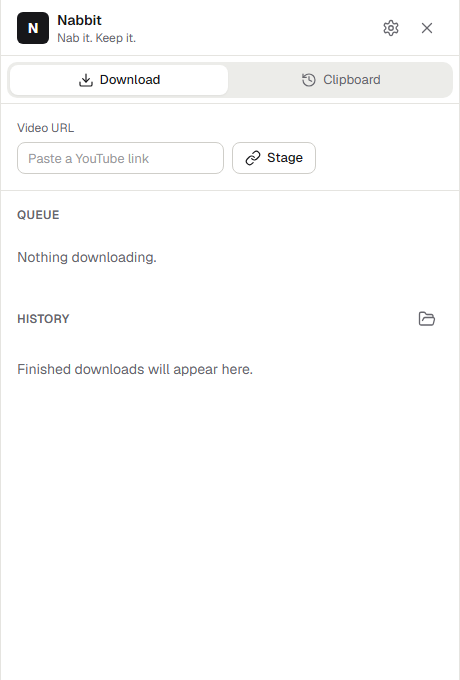 N
Nabbit
Nab it. Keep it.
Download
Clipboard
Video URL
Paste a YouTube link
Stage
QUEUE
Nothing downloading.
HISTORY
Finished downloads will appear here.